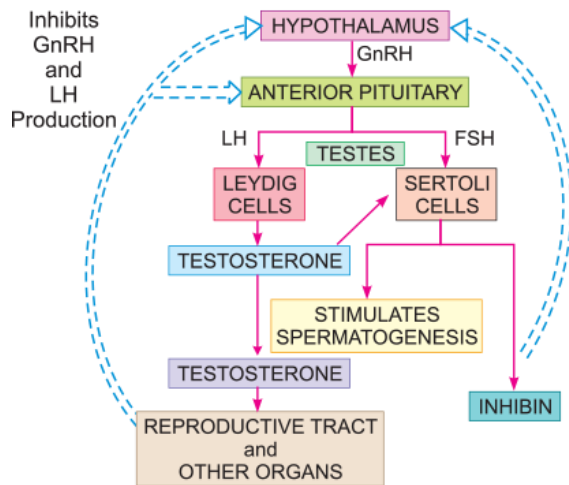 Inhibits
GnRH
and
LH
Production
HYPOTHALAMUS
GnRH
ANTERIOR PITUITARY
LH
FSH
TESTES
LEYDIG
CELLS
SERTOLI
CELLS
TESTOSTERONE
STIMULATES
SPERMATOGENESIS
TESTOSTERONE
INHIBIN
REPRODUCTIVE TRACT
and
OTHER ORGANS